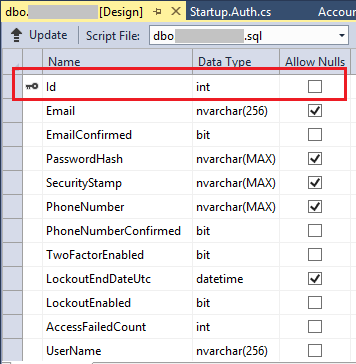 dbo. [Design] Startup.Auth.cs Accour
Update Script File: dbo .sql
Name Data Type Allow Nulls
Id int
Email nvarchar(256)
EmailConfirmed bit
PasswordHash nvarchar(MAX)
SecurityStamp nvarchar(MAX)
PhoneNumber nvarchar(MAX)
PhoneNumberConfirmed bit
TwoFactorEnabled bit
LockoutEndDateUtc datetime
LockoutEnabled bit
AccessFailedCount int
UserName nvarchar(256)